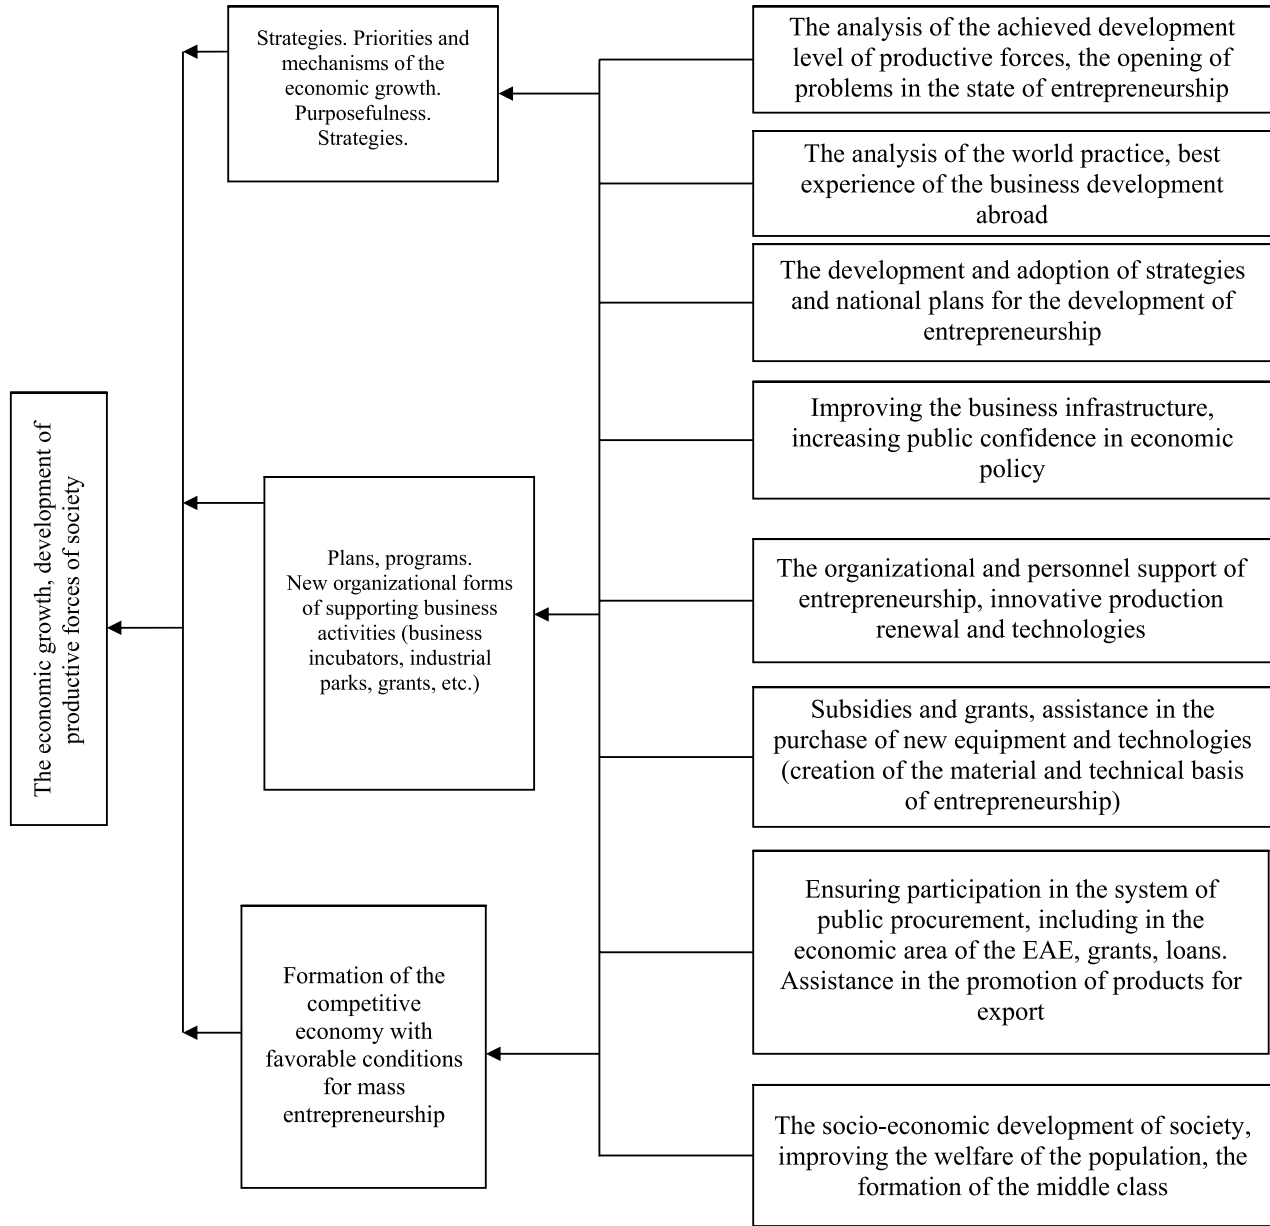 The economic growth, development of
productive forces of society
Strategies. Priorities and
mechanisms of the
economic growth.
Purposefulness.
Strategies.
Plans, programs.
New organizational forms
of supporting business
activities (business
incubators, industrial
parks, grants, etc.)
Formation of the
competitive
economy with
favorable conditions
for mass
entrepreneurship
The analysis of the achieved development
level of productive forces, the opening of
problems in the state of entrepreneurship
The analysis of the world practice, best
experience of the business development
abroad
The development and adoption of strategies
and national plans for the development of
entrepreneurship
Improving the business infrastructure,
increasing public confidence in economic
policy
The organizational and personnel support of
entrepreneurship, innovative production
renewal and technologies
Subsidies and grants, assistance in the
purchase of new equipment and technologies
(creation of the material and technical basis
of entrepreneurship)
Ensuring participation in the system of
public procurement, including in the
economic area of the EAE, grants, loans.
Assistance in the promotion of products for
export
The socio-economic development of society,
improving the welfare of the population, the
formation of the middle class